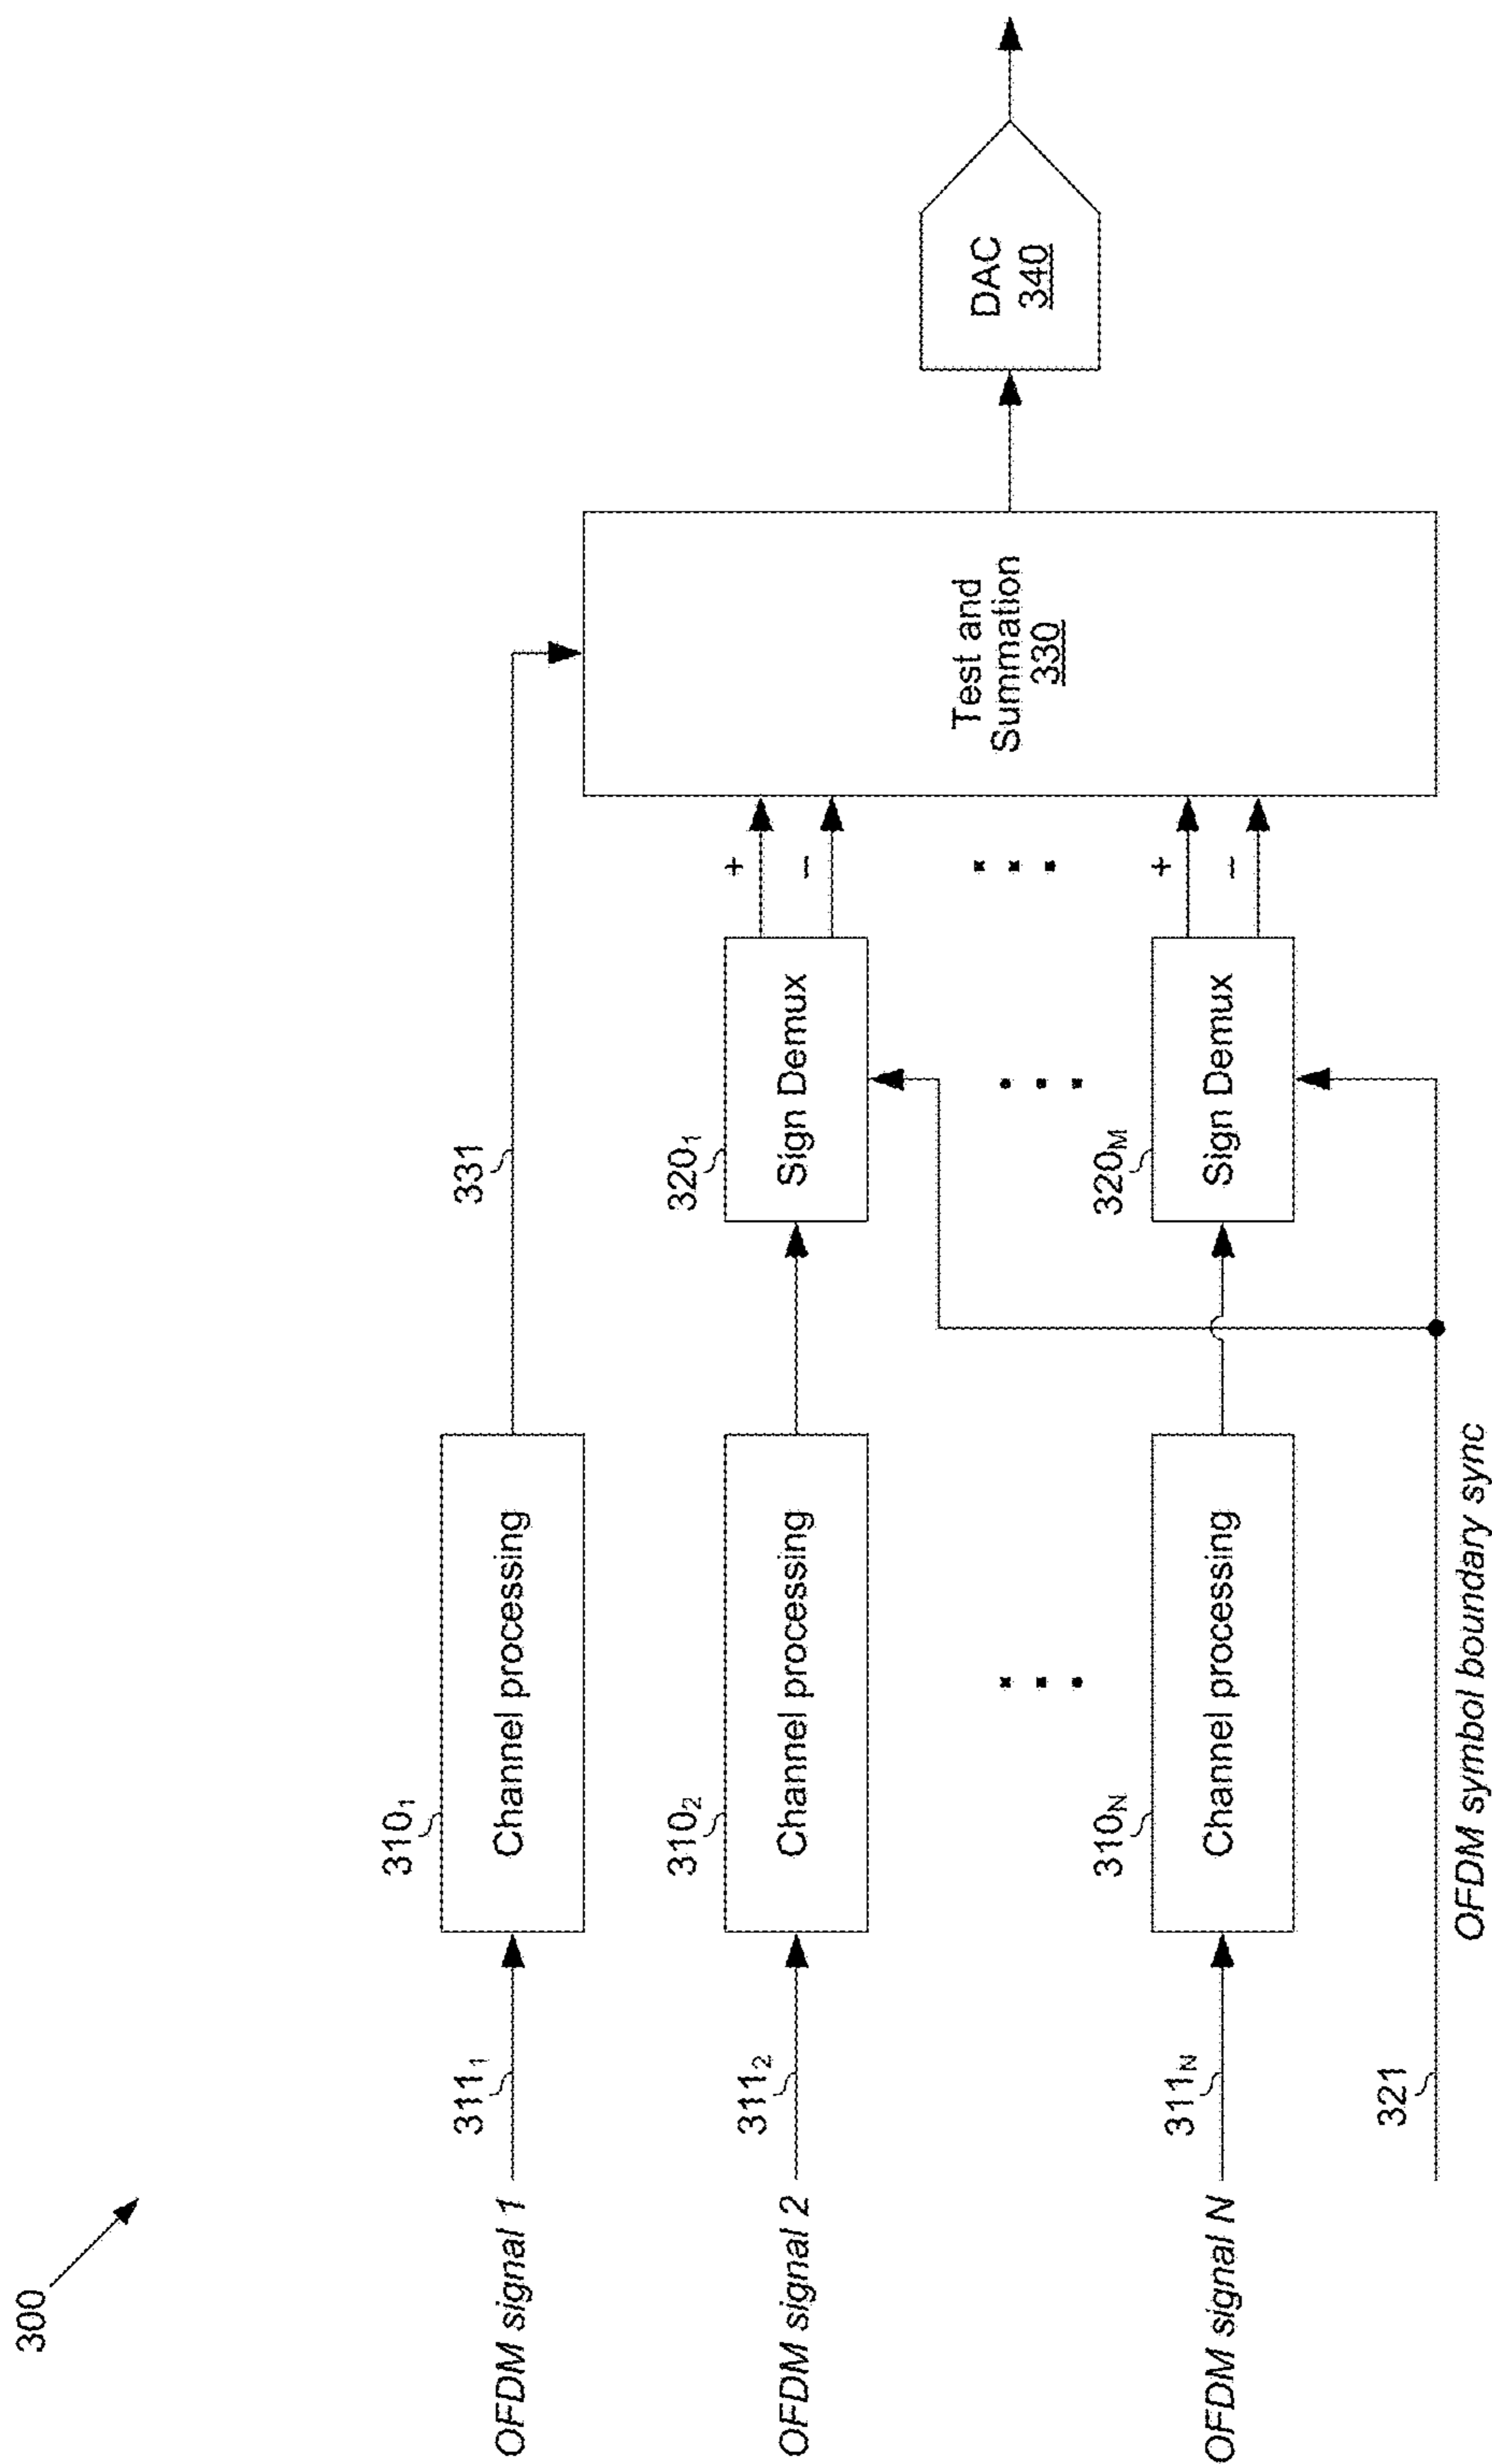 300
OFDM signal 1
311₁
310₁
Channel processing
331
OFDM signal 2
311₂
310₂
Channel processing
320₁
Sign Demux
+
–
OFDM signal N
311N
310N
Channel processing
320M
Sign Demux
+
–
321
OFDM symbol boundary sync
Test and
Summation
330
DAC
340